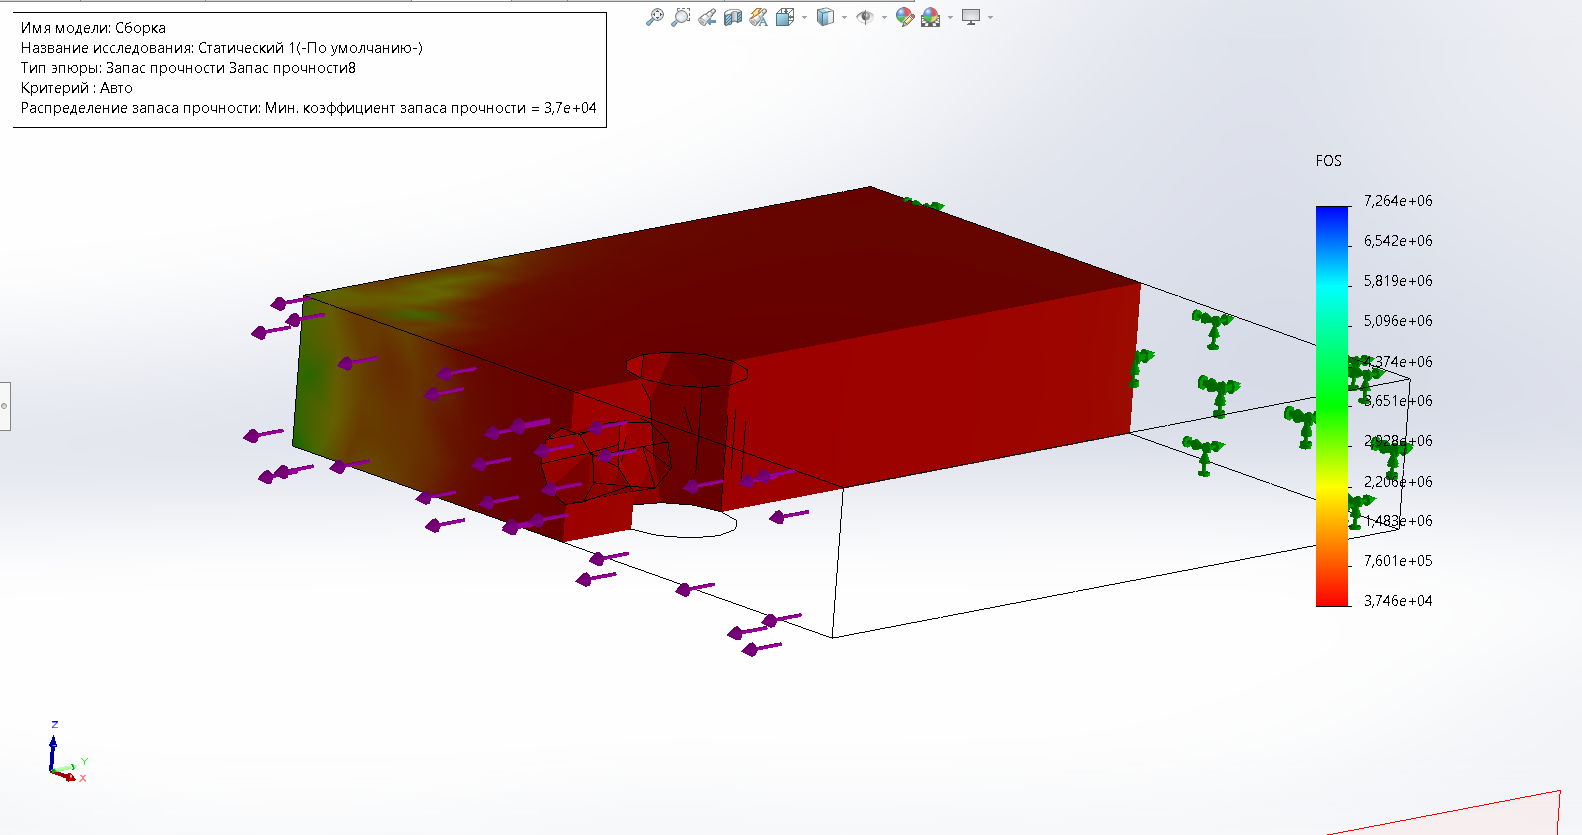 Имя модели: Сборка
Название исследования: Статический 1(-По умолчанию-)
Тип эпюры: Запас прочности Запас прочности8
Критерий : Авто
Распределение запаса прочности: Мин. коэффициент запаса прочности = 3,7e+04
FOS
7,264e+06
6,542e+06
5,819e+06
5,096e+06
4,374e+06
3,651e+06
2,928e+06
2,206e+06
1,483e+06
7,601e+05
3,746e+04
Z
Y
X